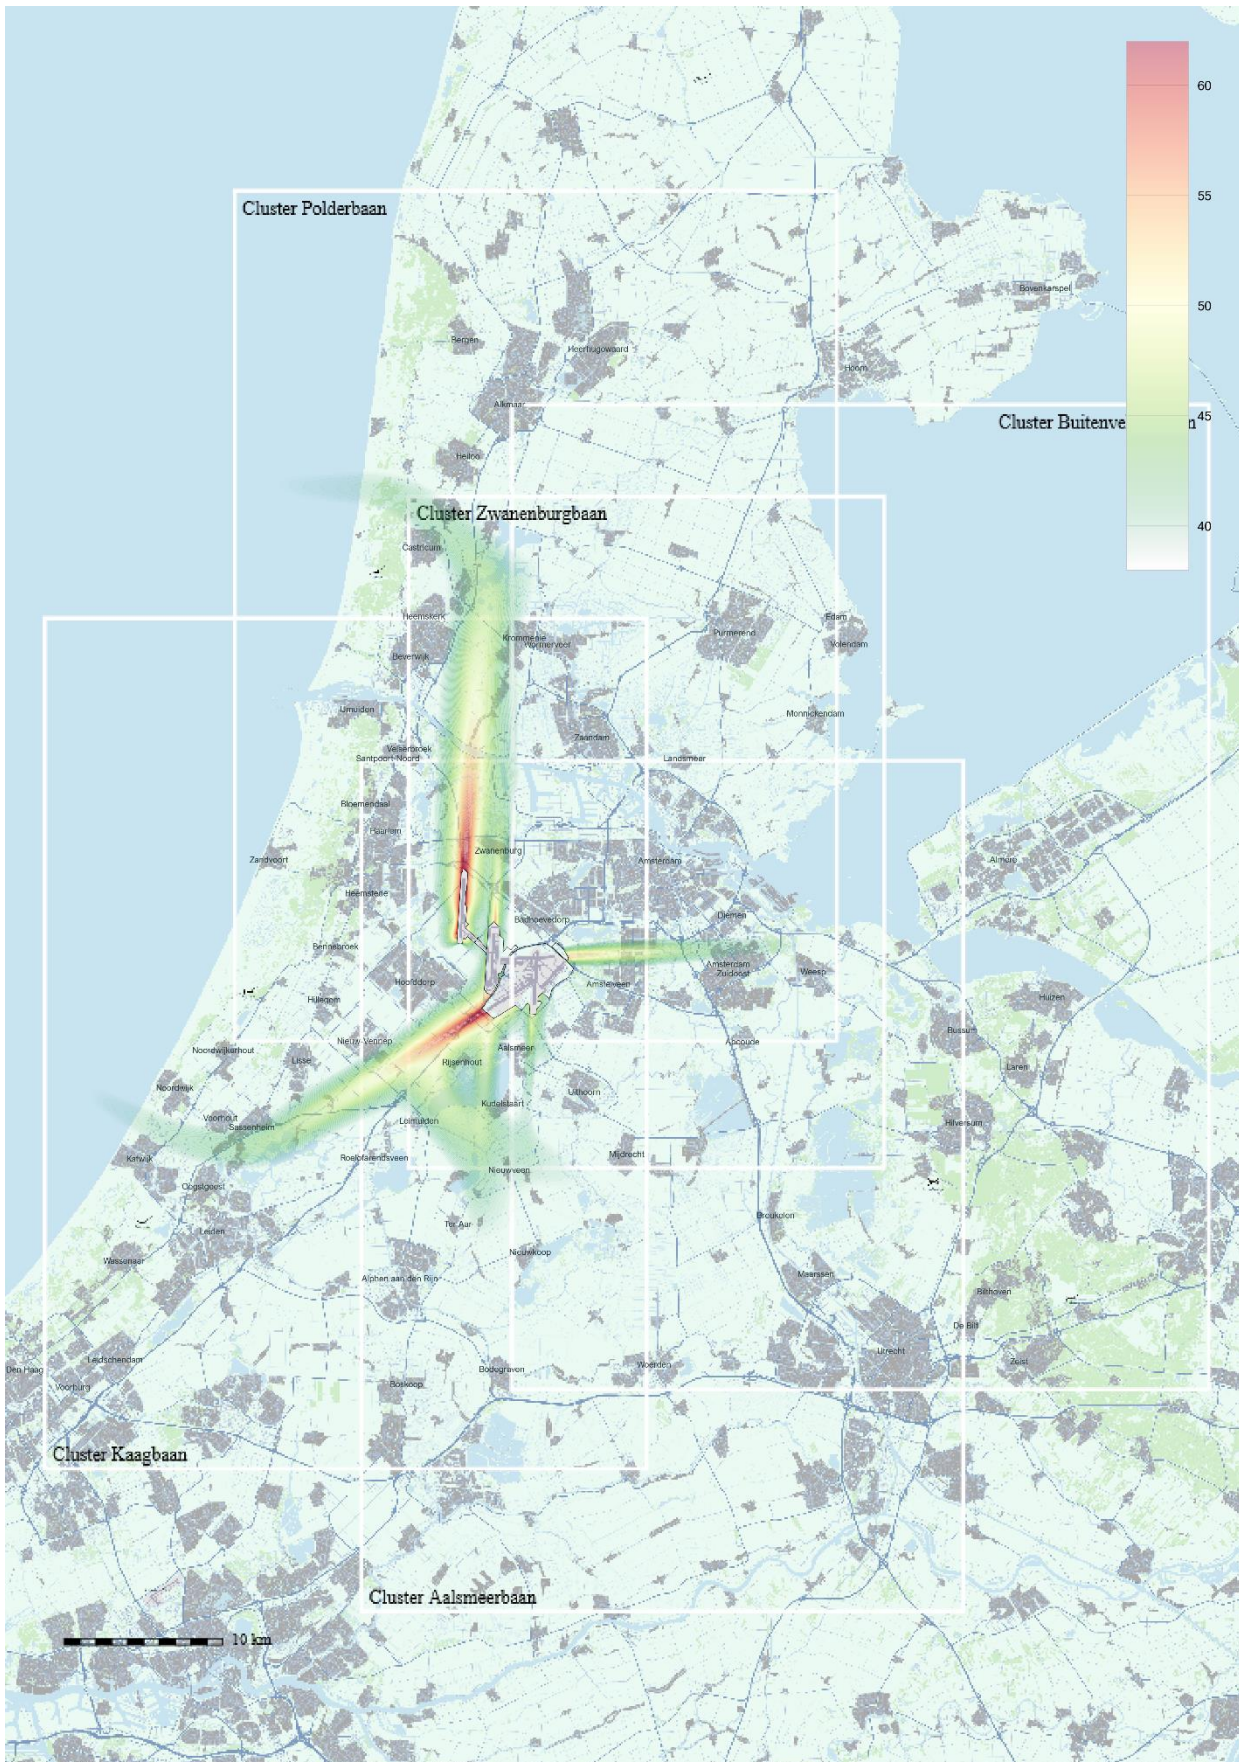 60
Cluster Polderbaan
55
Bovenkarspel
50
Bergen
Heerhugowaard
Hoorn
Alkmaar
45
Cluster Buitenve
n
Heiloo
Cluster Zwanenburgbaan
40
Castricum
Heemskerk
Edam
Krommenie
Wormerveer
Purmerend
Volendam
Beverwijk
IJmuiden
Monnickendam
Zaandam
Velserbroek
Santpoort-Noord
Landsmeer
Bloemendaal
Haarlem
Zwanenburg
Zandvoort
Amsterdam
Almere
Heemstede
Badhoevedorp
Diemen
Bennebroek
Amsterdam
Zuidoost
Weesp
Hoofddorp
Amstelveen
Hillegom
Huizen
Bussum
Nieuw-Vennep
Abcoude
Noordwijkerhout
Lisse
Aalsmeer
Rijsenhout
Laren
Noordwijk
Uithoorn
Kudelstaart
Voorhout
Sassenheim
Leimuiden
Hilversum
Katwijk
Roelofarendsveen
Mijdrecht
Nieuwveen
Oegstgeest
Ter Aar
Breukelen
Leiden
Wassenaar
Nieuwkoop
Alphen aan den Rijn
Maarssen
Bilthoven
De Bilt
Utrecht
Leidschendam
Zeist
Den Haag
Bodegraven
Woerden
Voorburg
Boskoop
Cluster Kaagbaan
Cluster Aalsmeerbaan
10 km